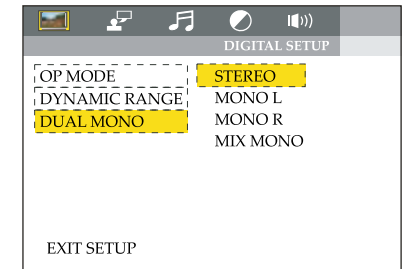 DIGITAL SETUP
OP MODE
DYNAMIC RANGE
DUAL MONO
STEREO
MONO L
MONO R
MIX MONO
EXIT SETUP